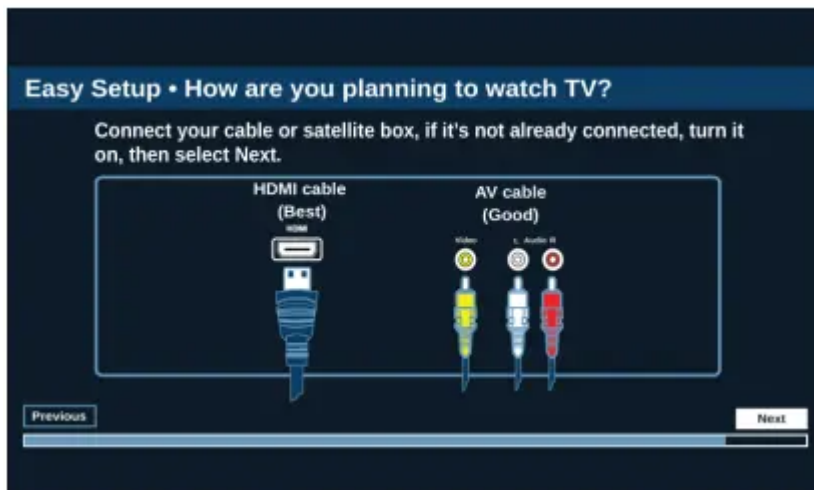 Easy Setup • How are you planning to watch TV?
Connect your cable or satellite box, if it's not already connected, turn it
on, then select Next.
HDMI cable
(Best)
HDMI
AV cable
(Good)
Video
L Audio R
Previous
Next